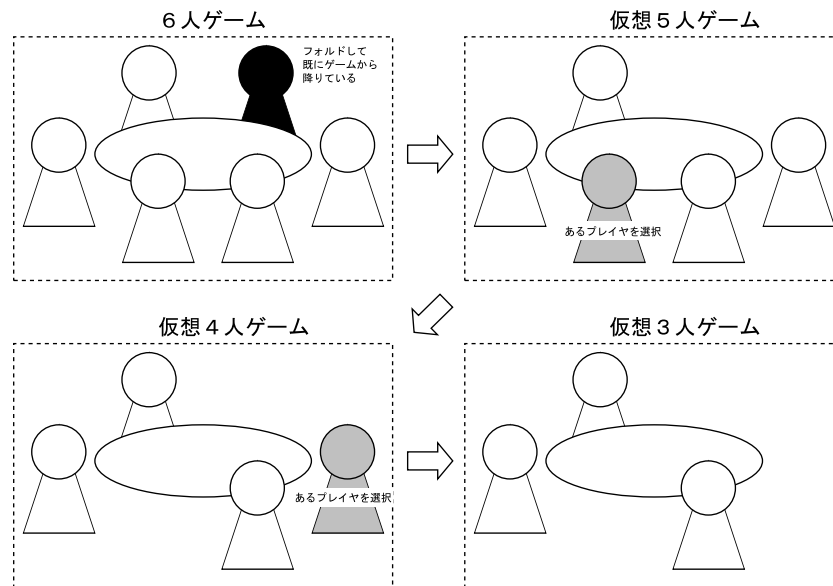 ６人ゲーム
フォルドして
既にゲームから
降りている
仮想５人ゲーム
あるプレイヤを選択
仮想４人ゲーム
あるプレイヤを選択
仮想３人ゲーム